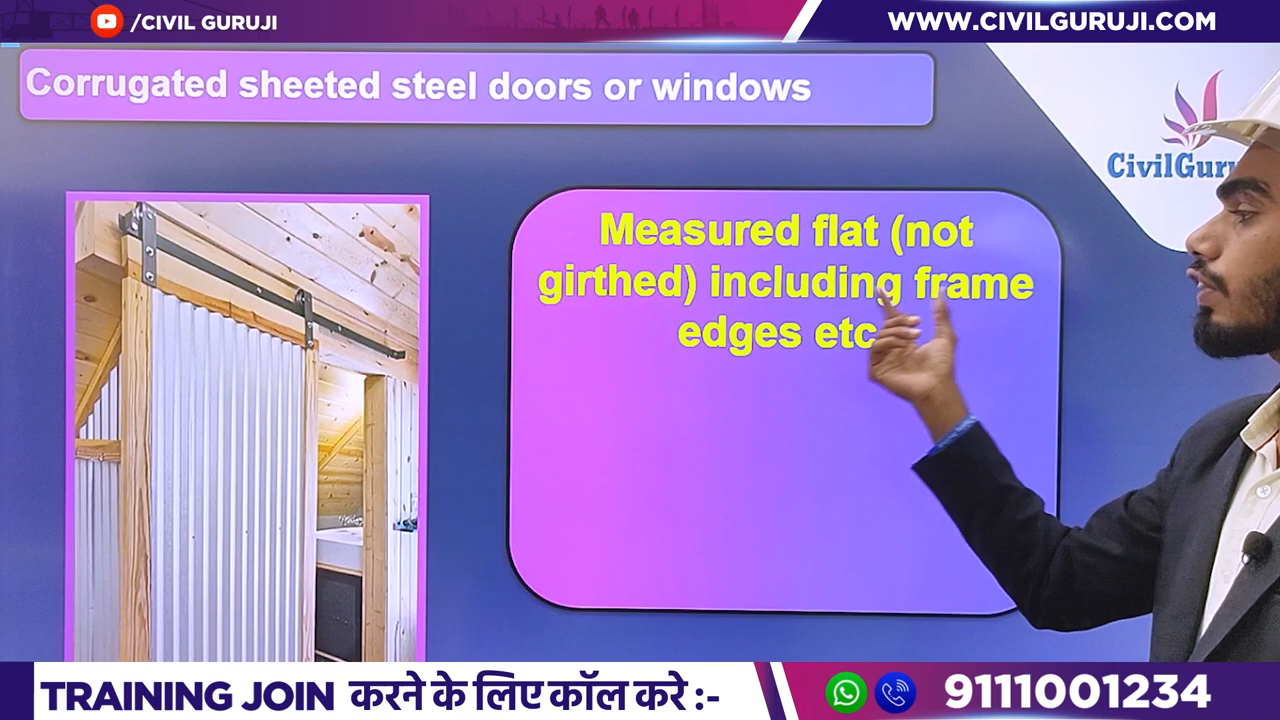 /CIVIL GURUJI
WWW.CIVILGURUJI.COM
Corrugated sheeted steel doors or windows
Measured flat (not
girthed) including frame
edges etc
TRAINING JOIN करने के लिए कॉल करे :-
9111001234